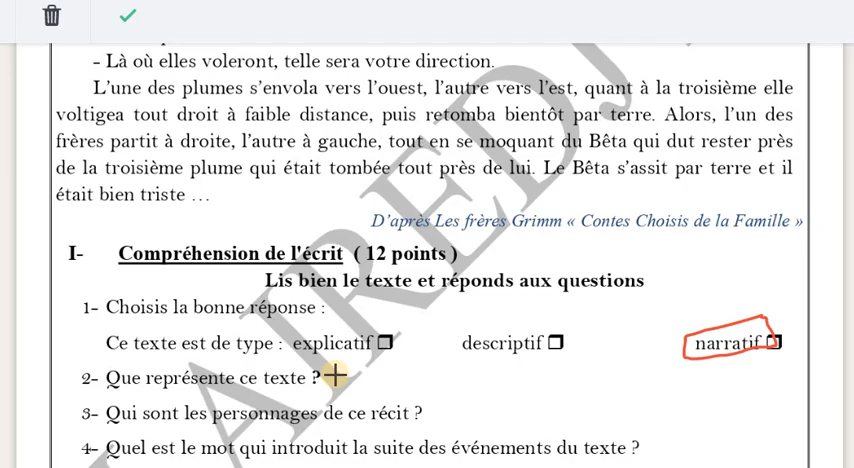 - Là où elles voleront, telle sera votre direction.
L'une des plumes s'envola vers l'ouest, l'autre vers l'est, quant à la troisième elle
voltigea tout droit à faible distance, puis retomba bientôt par terre. Alors, l'un des
frères partit à droite, l'autre à gauche, tout en se moquant du Bêta qui dut rester près
de la troisième plume qui était tombée tout près de lui. Le Bêta s'assit par terre et il
était bien triste …
D'après Les frères Grimm « Contes Choisis de la Famille »
I- Compréhension de l'écrit ( 12 points )
Lis bien le texte et réponds aux questions
1- Choisis la bonne réponse :
Ce texte est de type : explicatif ❒ descriptif ❒ narratif ❒
2- Que représente ce texte ?
3- Qui sont les personnages de ce récit ?
4- Quel est le mot qui introduit la suite des événements du texte ?